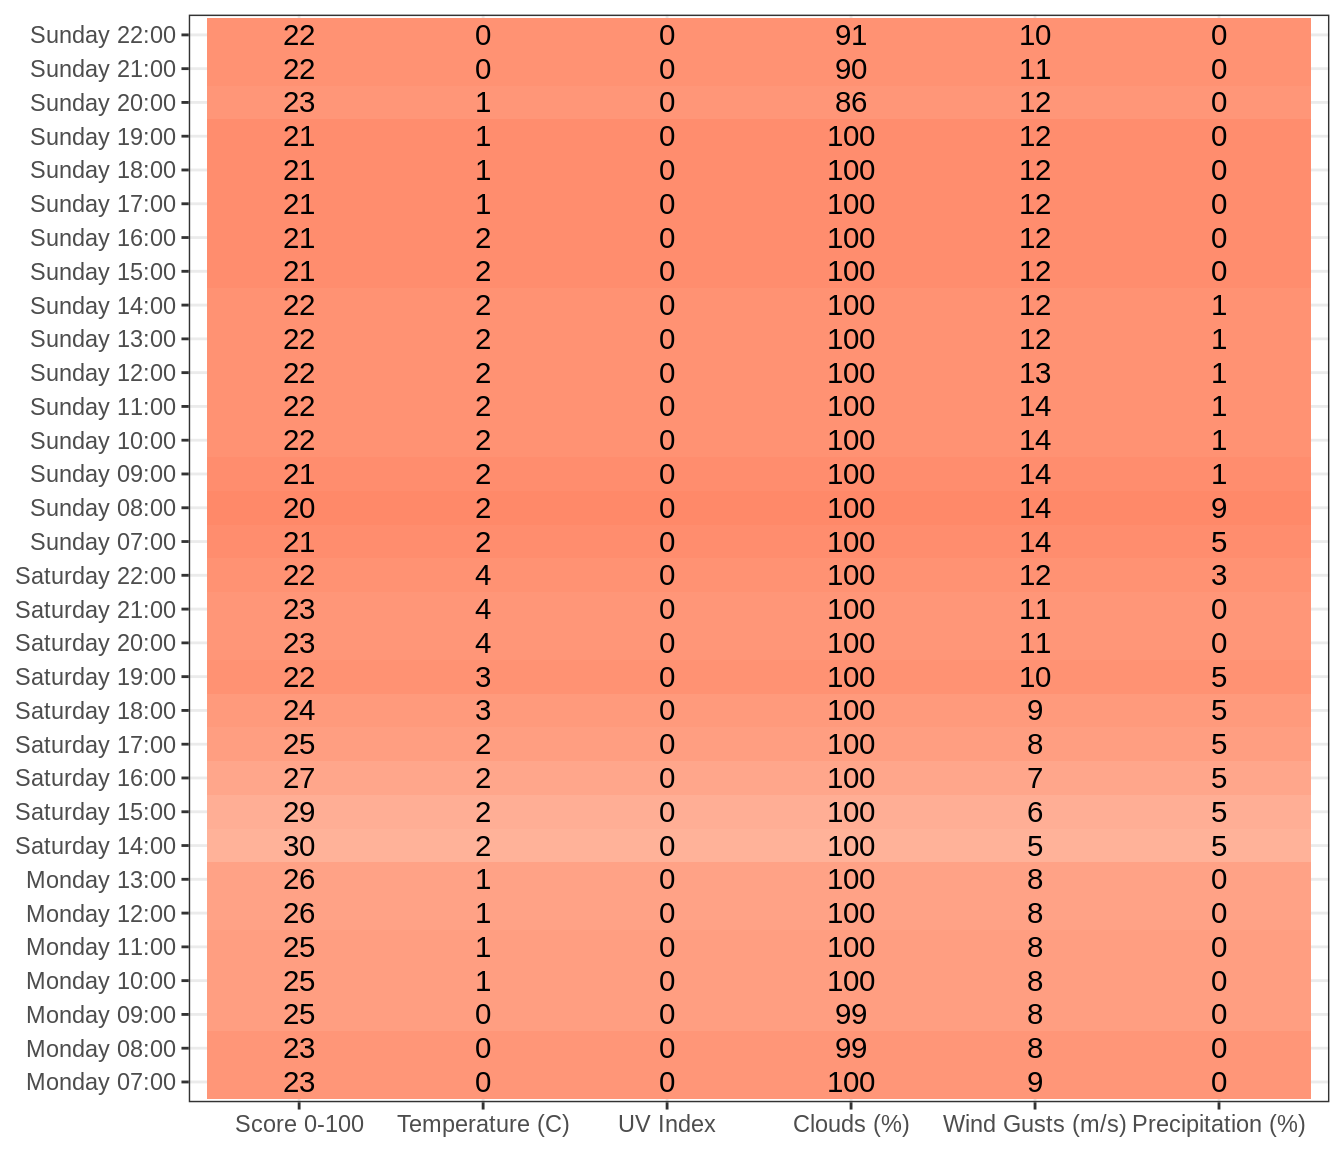 Sunday 22:00 22 0 0 91 10 0
Sunday 21:00 22 0 0 90 11 0
Sunday 20:00 23 1 0 86 12 0
Sunday 19:00 21 1 0 100 12 0
Sunday 18:00 21 1 0 100 12 0
Sunday 17:00 21 1 0 100 12 0
Sunday 16:00 21 2 0 100 12 0
Sunday 15:00 21 2 0 100 12 0
Sunday 14:00 22 2 0 100 12 1
Sunday 13:00 22 2 0 100 12 1
Sunday 12:00 22 2 0 100 13 1
Sunday 11:00 22 2 0 100 14 1
Sunday 10:00 22 2 0 100 14 1
Sunday 09:00 21 2 0 100 14 1
Sunday 08:00 20 2 0 100 14 9
Sunday 07:00 21 2 0 100 14 5
Saturday 22:00 22 4 0 100 12 3
Saturday 21:00 23 4 0 100 11 0
Saturday 20:00 23 4 0 100 11 0
Saturday 19:00 22 3 0 100 10 5
Saturday 18:00 24 3 0 100 9 5
Saturday 17:00 25 2 0 100 8 5
Saturday 16:00 27 2 0 100 7 5
Saturday 15:00 29 2 0 100 6 5
Saturday 14:00 30 2 0 100 5 5
Monday 13:00 26 1 0 100 8 0
Monday 12:00 26 1 0 100 8 0
Monday 11:00 25 1 0 100 8 0
Monday 10:00 25 1 0 100 8 0
Monday 09:00 25 0 0 99 8 0
Monday 08:00 23 0 0 99 8 0
Monday 07:00 23 0 0 100 9 0
Score 0-100 Temperature (C) UV Index Clouds (%) Wind Gusts (m/s) Precipitation (%)